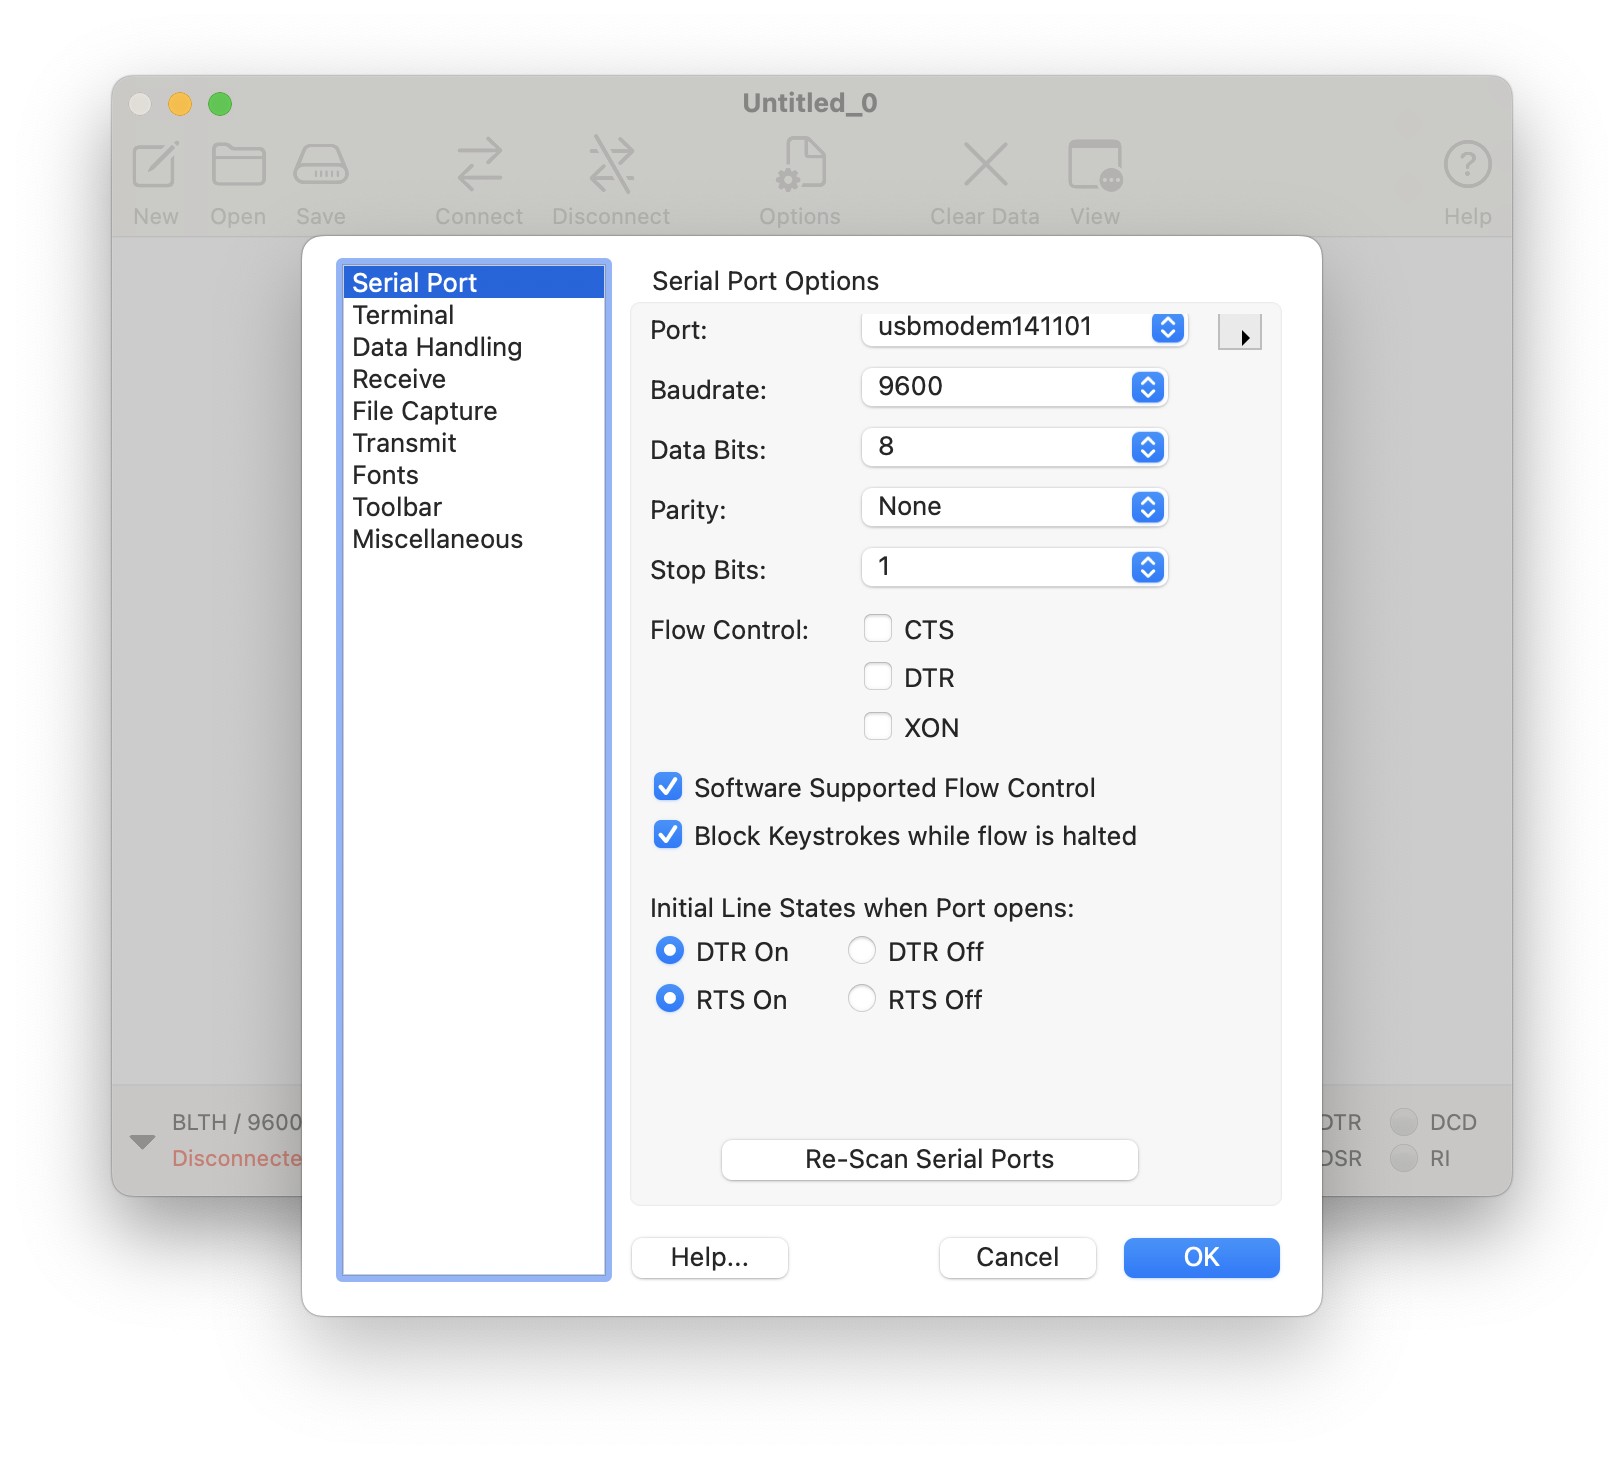 Untitled_0
New Open Save Connect Disconnect Options Clear Data View Help
Serial Port
Terminal
Data Handling
Receive
File Capture
Transmit
Fonts
Toolbar
Miscellaneous
Serial Port Options
Port: usbmodem141101
Baudrate: 9600
Data Bits: 8
Parity: None
Stop Bits: 1
Flow Control: CTS
DTR
XON
Software Supported Flow Control
Block Keystrokes while flow is halted
Initial Line States when Port opens:
DTR On DTR Off
RTS On RTS Off
Re-Scan Serial Ports
Help... Cancel OK
BLTH / 9600
Disconnecte
DTR DCD
DSR RI